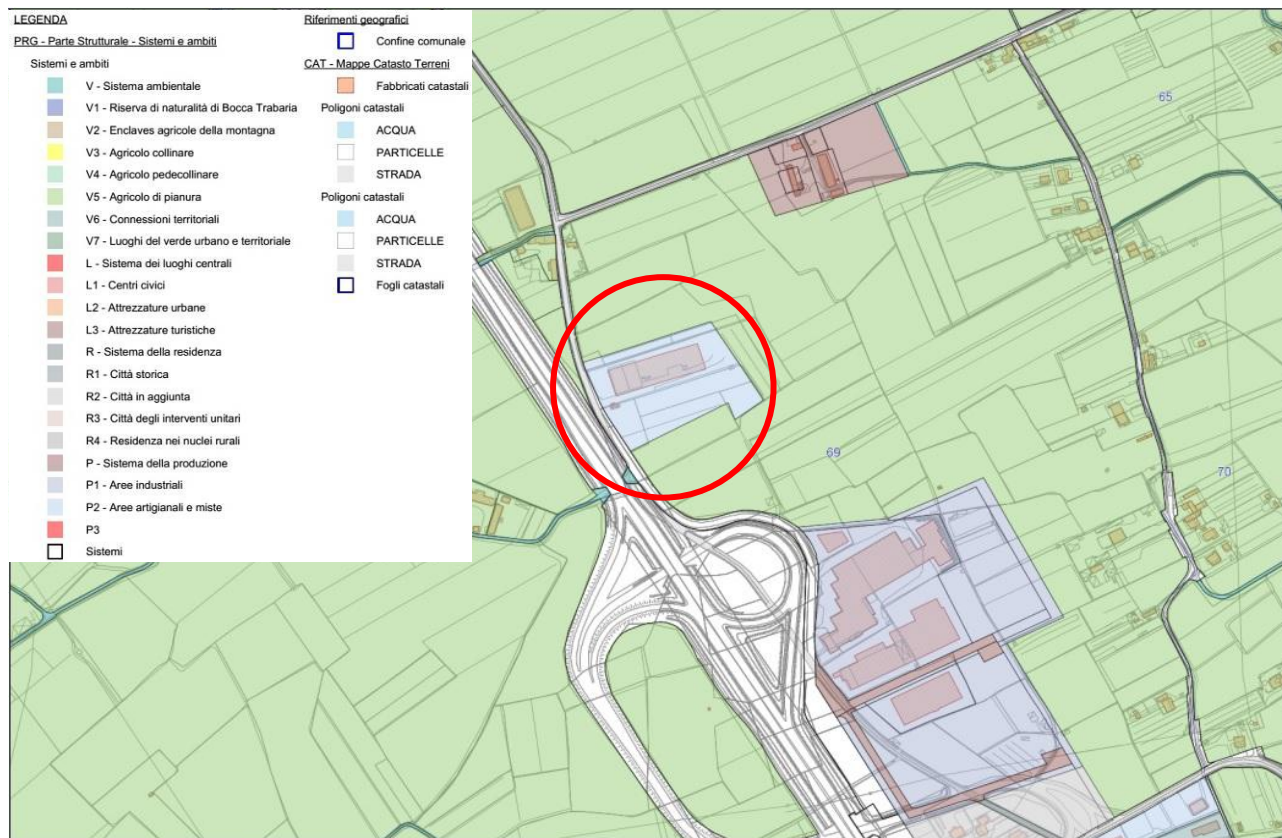 LEGENDA
PRG - Parte Strutturale - Sistemi e ambiti
Sistemi e ambiti
V - Sistema ambientale
V1 - Riserva di naturalità di Bocca Trabaria
V2 - Enclaves agricole della montagna
V3 - Agricolo collinare
V4 - Agricolo pedecollinare
V5 - Agricolo di pianura
V6 - Connessioni territoriali
V7 - Luoghi del verde urbano e territoriale
L - Sistema dei luoghi centrali
L1 - Centri civici
L2 - Attrezzature urbane
L3 - Attrezzature turistiche
R - Sistema della residenza
R1 - Città storica
R2 - Città in aggiunta
R3 - Città degli interventi unitari
R4 - Residenza nei nuclei rurali
P - Sistema della produzione
P1 - Aree industriali
P2 - Aree artigianali e miste
P3
Sistemi
Riferimenti geografici
Confine comunale
CAT - Mappe Catasto Terreni
Fabbricati catastali
Poligoni catastali
ACQUA
PARTICELLE
STRADA
Poligoni catastali
ACQUA
PARTICELLE
STRADA
Fogli catastali
65
69
70